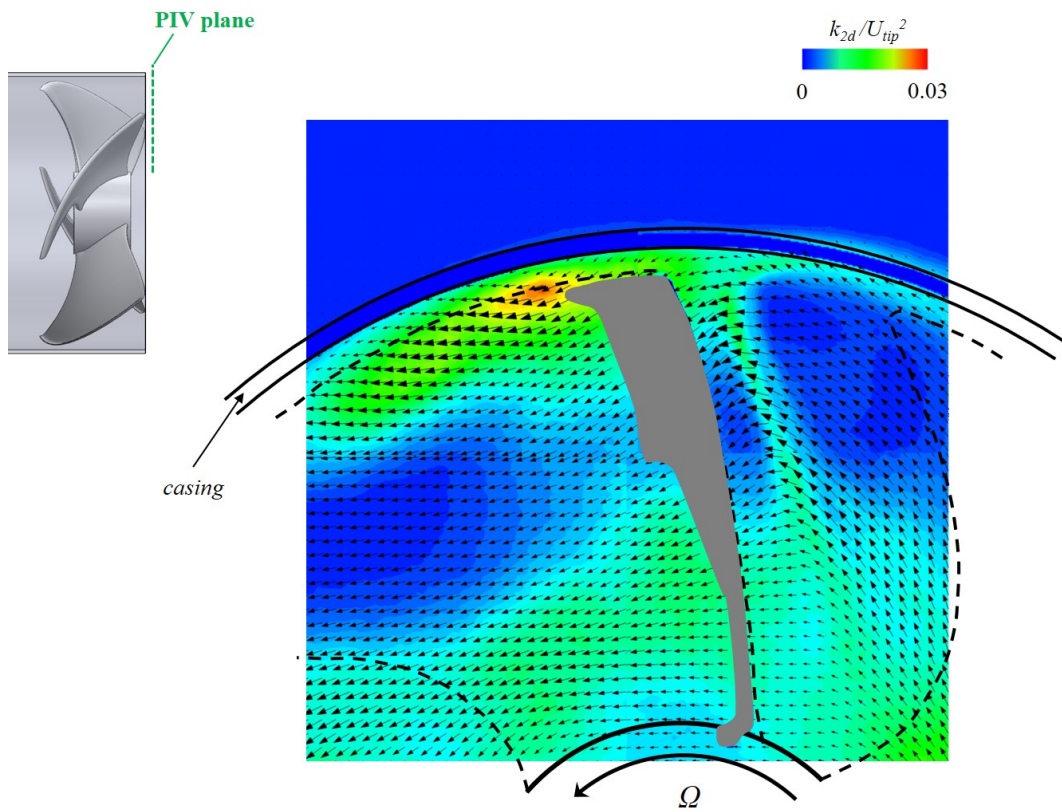 PIV plane
k2d/Utip2
0
0.03
casing
Ω